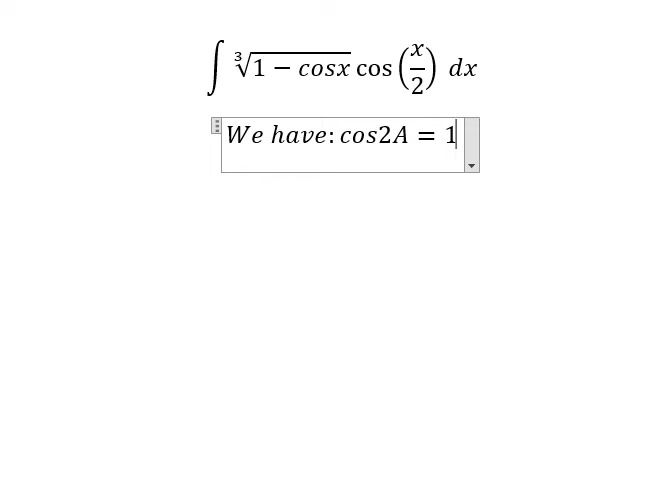 ∫ ∛(1 − cosx) cos(x/2) dx
We have: cos2A = 1